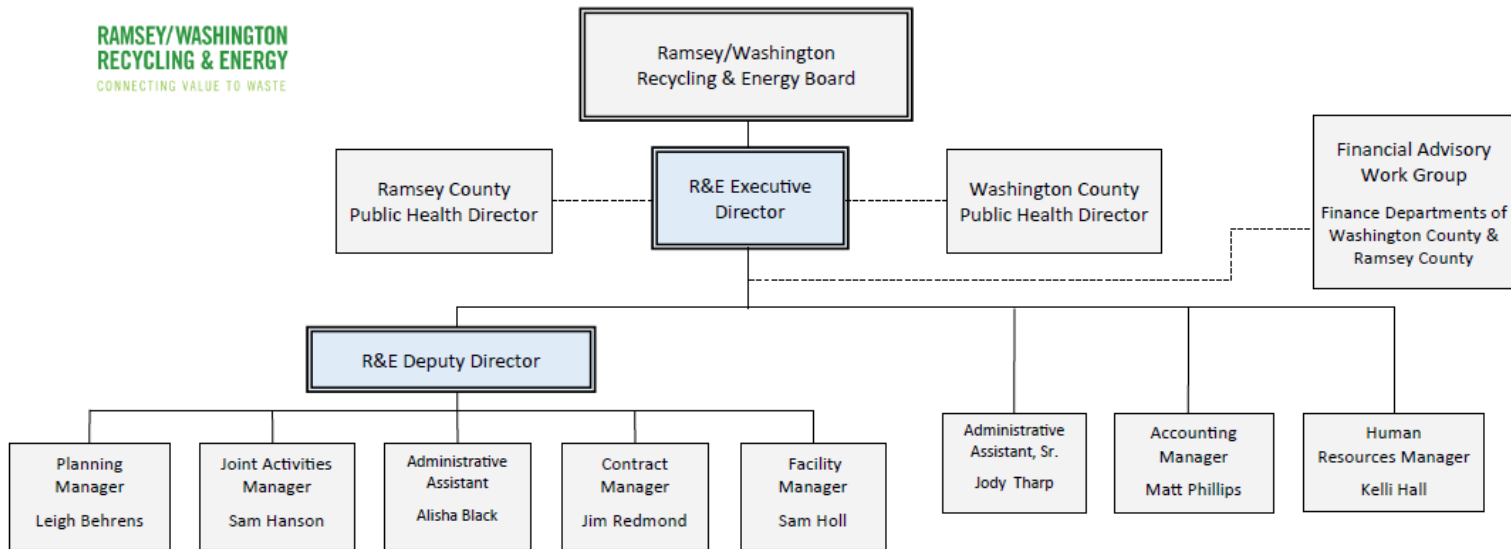 RAMSEY/WASHINGTON
RECYCLING & ENERGY
CONNECTING VALUE TO WASTE
Ramsey/Washington
Recycling & Energy Board
Ramsey County
Public Health Director
R&E Executive
Director
Washington County
Public Health Director
Financial Advisory
Work Group
Finance Departments of
Washington County &
Ramsey County
R&E Deputy Director
Planning
Manager
Leigh Behrens
Joint Activities
Manager
Sam Hanson
Administrative
Assistant
Alisha Black
Contract
Manager
Jim Redmond
Facility
Manager
Sam Holl
Administrative
Assistant, Sr.
Jody Tharp
Accounting
Manager
Matt Phillips
Human
Resources Manager
Kelli Hall